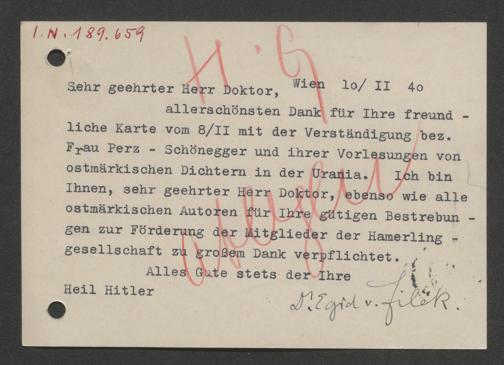 I.N. 189.659
H. G
Sehr geehrter Herr Doktor, Wien lo/ II 4o
allerschönsten Dank für Ihre freund -
liche Karte vom 8/II mit der Verständigung bez.
Frau Perz - Schönegger und ihrer Vorlesungen von
ostmärkischen Dichtern in der Urania. Ich bin
Ihnen, sehr geehrter Herr Doktor, ebenso wie alle
ostmärkischen Autoren für Ihre gütigen Bestrebun -
gen zur Förderung der Mitglieder der Hamerling -
gesellschaft zu großem Dank verpflichtet.
Alles Gute stets der Ihre
Heil Hitler
Dr. Egid v. Filek.